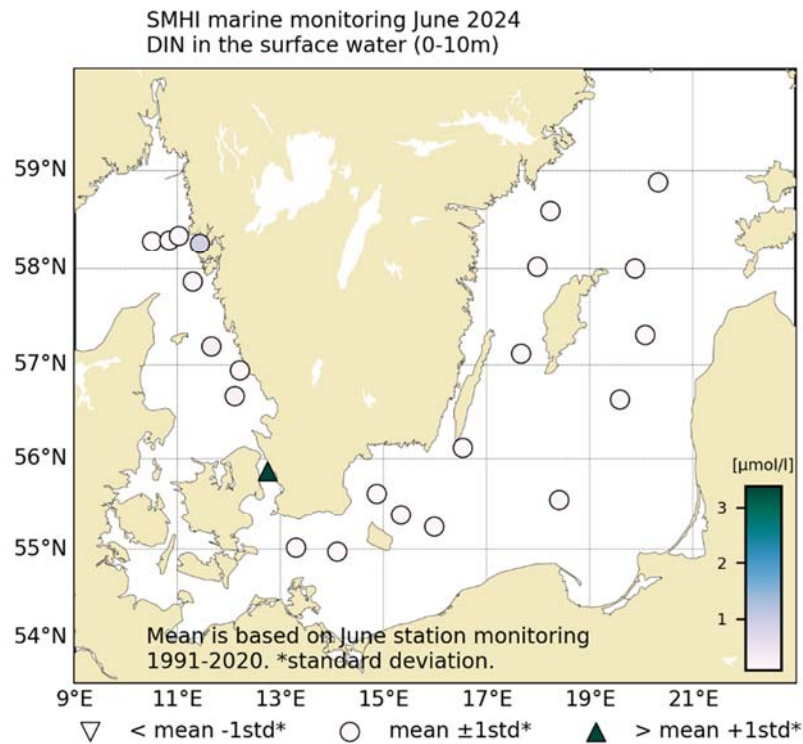 SMHI marine monitoring June 2024
DIN in the surface water (0-10m)
59°N
58°N
57°N
56°N
55°N
54°N
[µmol/l]
3
2
1
Mean is based on June station monitoring
1991-2020. *standard deviation.
9°E 11°E 13°E 15°E 17°E 19°E 21°E
< mean -1std* mean ±1std* > mean +1std*